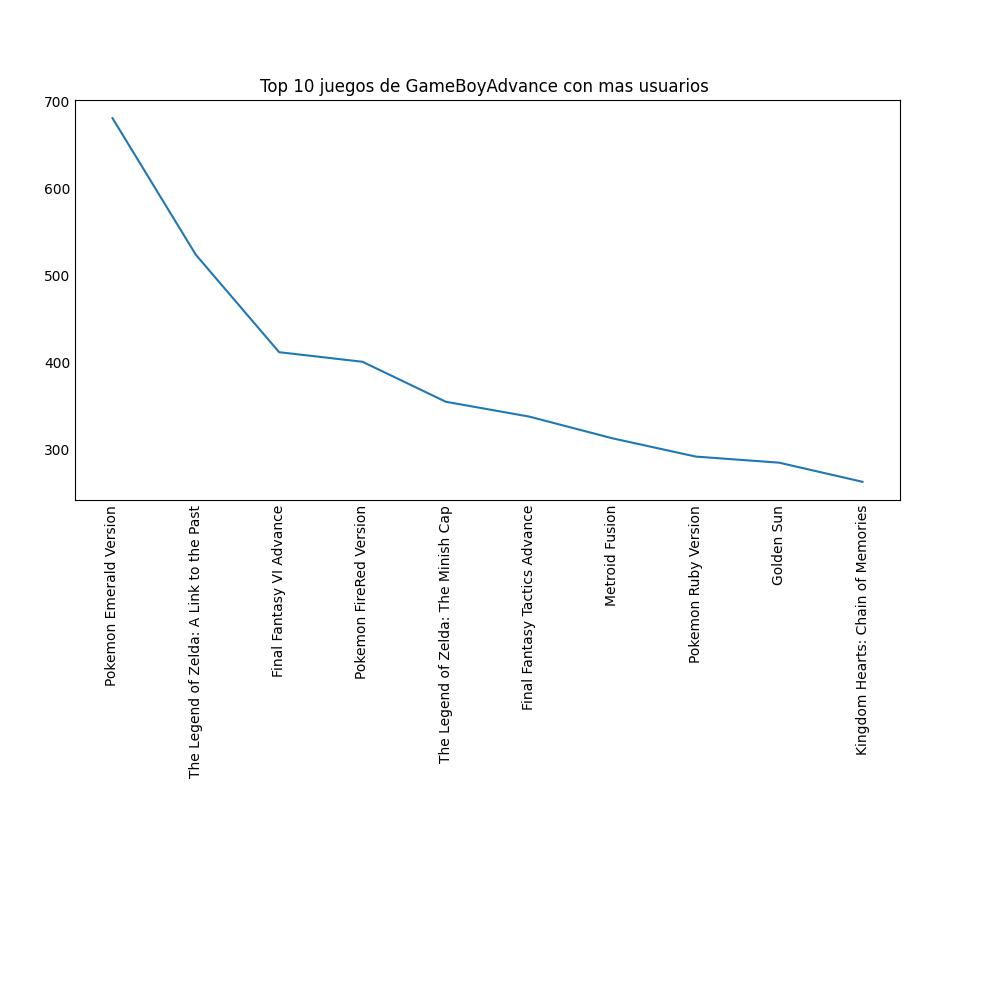 Top 10 juegos de GameBoyAdvance con mas usuarios
700
600
500
400
300
Pokemon Emerald Version
The Legend of Zelda: A Link to the Past
Final Fantasy VI Advance
Pokemon FireRed Version
The Legend of Zelda: The Minish Cap
Final Fantasy Tactics Advance
Metroid Fusion
Pokemon Ruby Version
Golden Sun
Kingdom Hearts: Chain of Memories